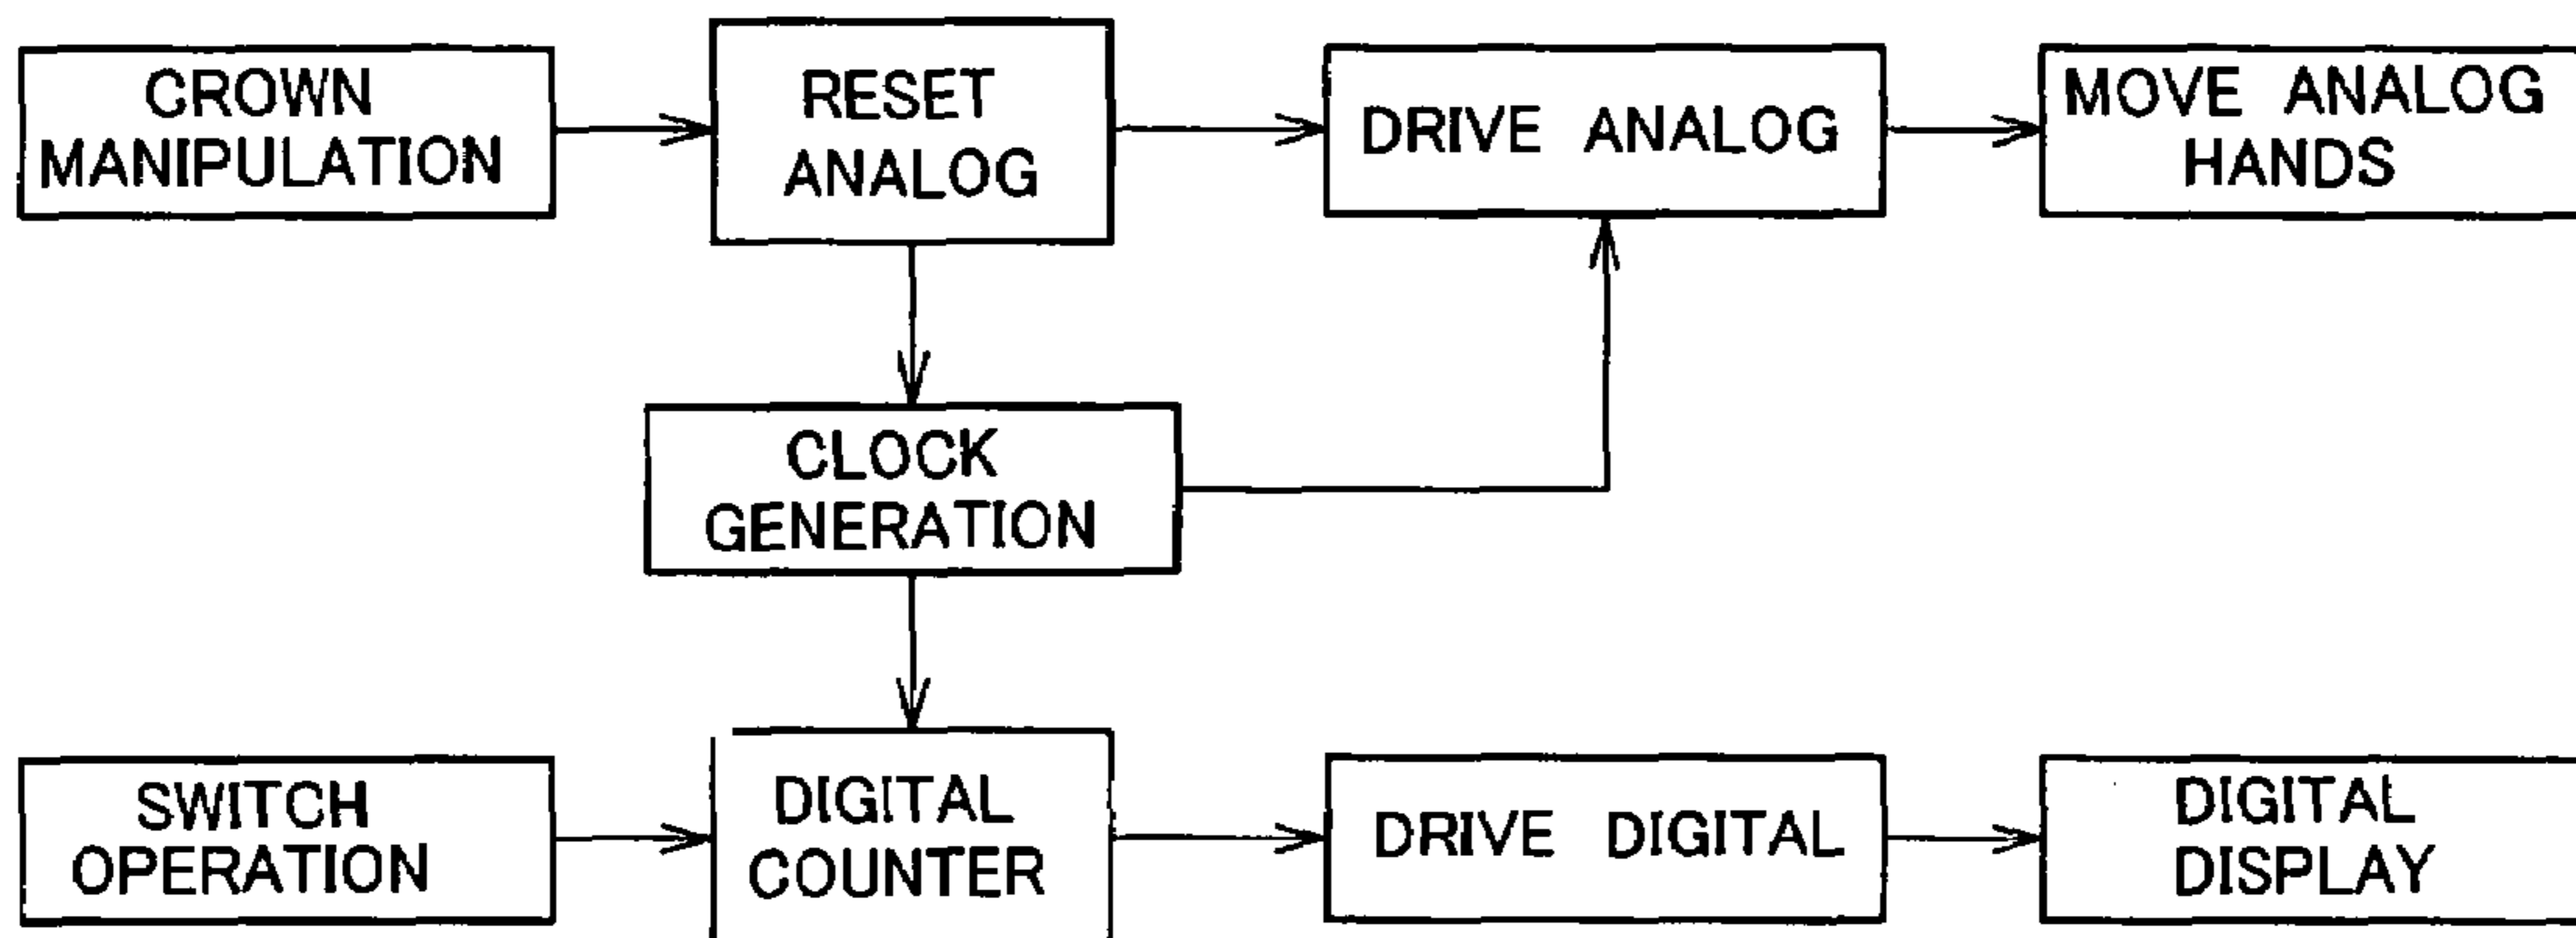 CROWN
MANIPULATION
RESET
ANALOG
DRIVE ANALOG
MOVE ANALOG
HANDS
CLOCK
GENERATION
SWITCH
OPERATION
DIGITAL
COUNTER
DRIVE DIGITAL
DIGITAL
DISPLAY